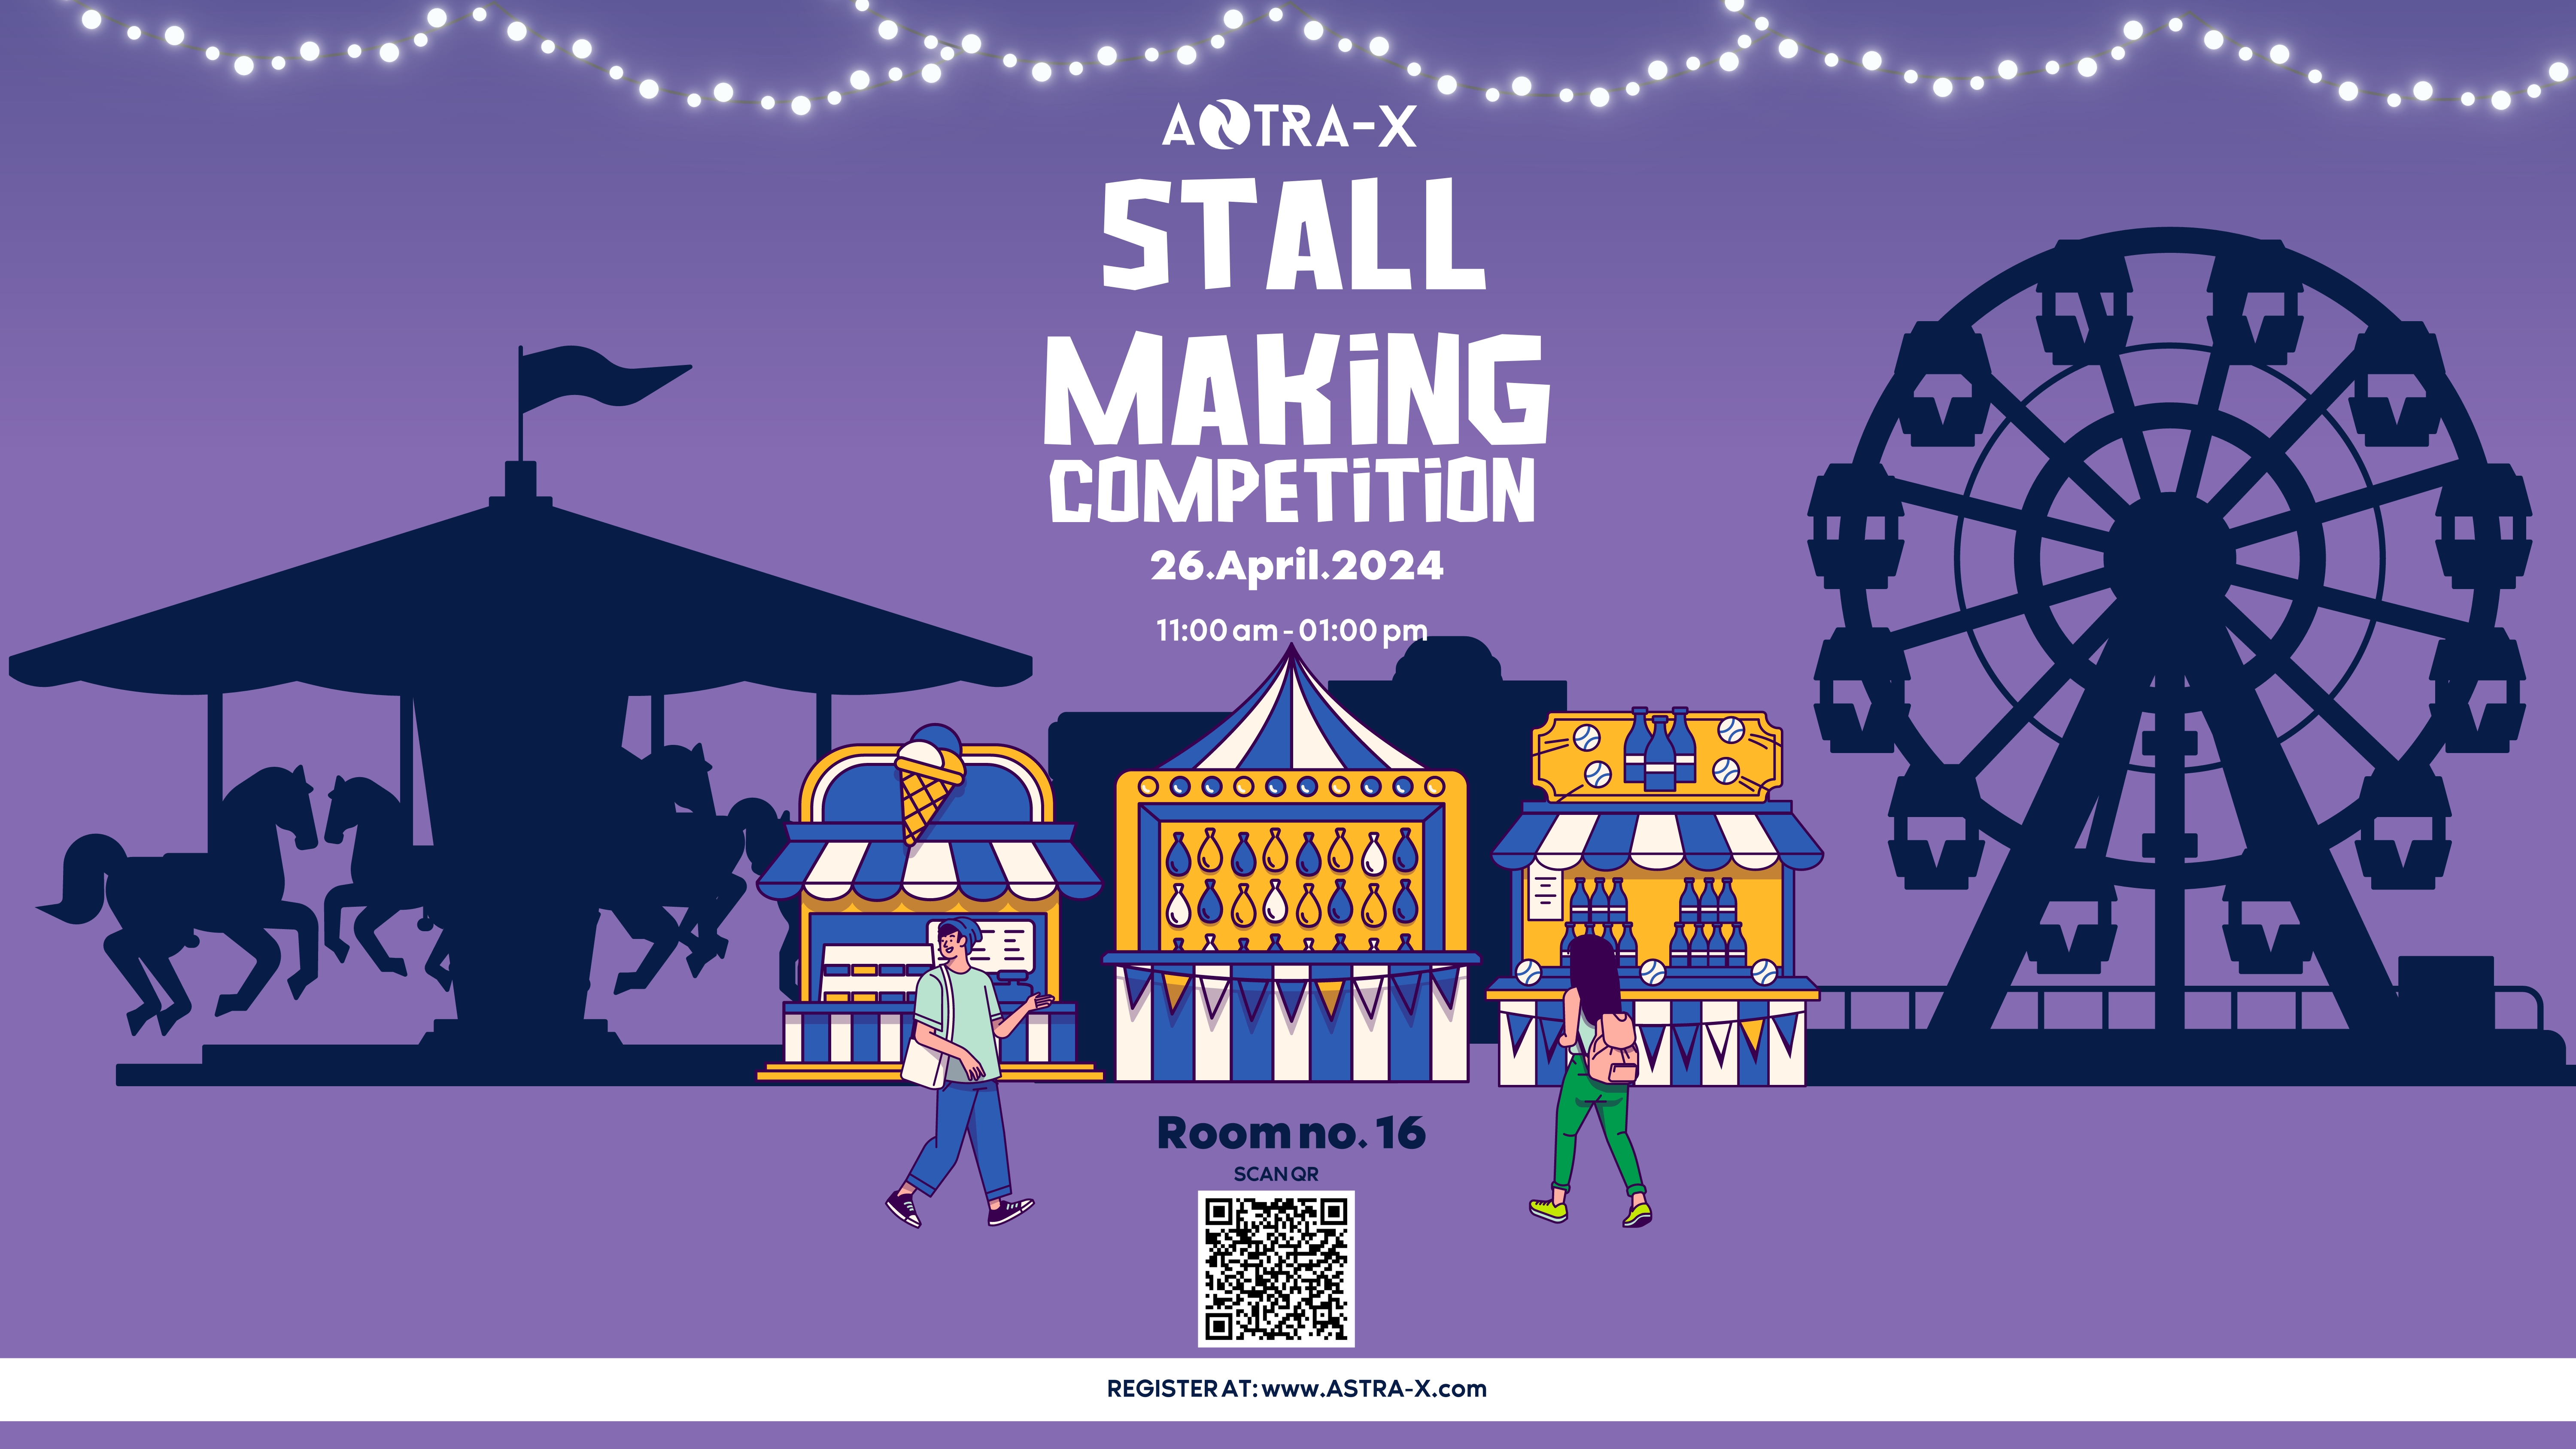 ASTRA-X
STALL
MAKiNG
COMPETiTiON
26.April.2024
11:00 am - 01:00 pm
Room no. 16
SCAN QR
REGISTER AT: www.ASTRA-X.com